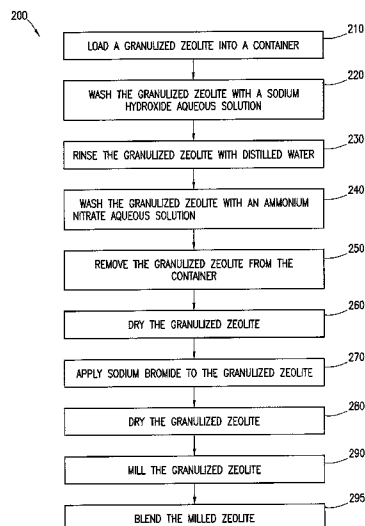 200
210
LOAD A GRANULIZED ZEOLITE INTO A CONTAINER
220
WASH THE GRANULIZED ZEOLITE WITH A SODIUM
HYDROXIDE AQUEOUS SOLUTION
230
RINSE THE GRANULIZED ZEOLITE WITH DISTILLED WATER
240
WASH THE GRANULIZED ZEOLITE WITH AN AMMONIUM
NITRATE AQUEOUS SOLUTION
250
REMOVE THE GRANULIZED ZEOLITE FROM THE
CONTAINER
260
DRY THE GRANULIZED ZEOLITE
270
APPLY SODIUM BROMIDE TO THE GRANULIZED ZEOLITE
280
DRY THE GRANULIZED ZEOLITE
290
MILL THE GRANULIZED ZEOLITE
295
BLEND THE MILLED ZEOLITE